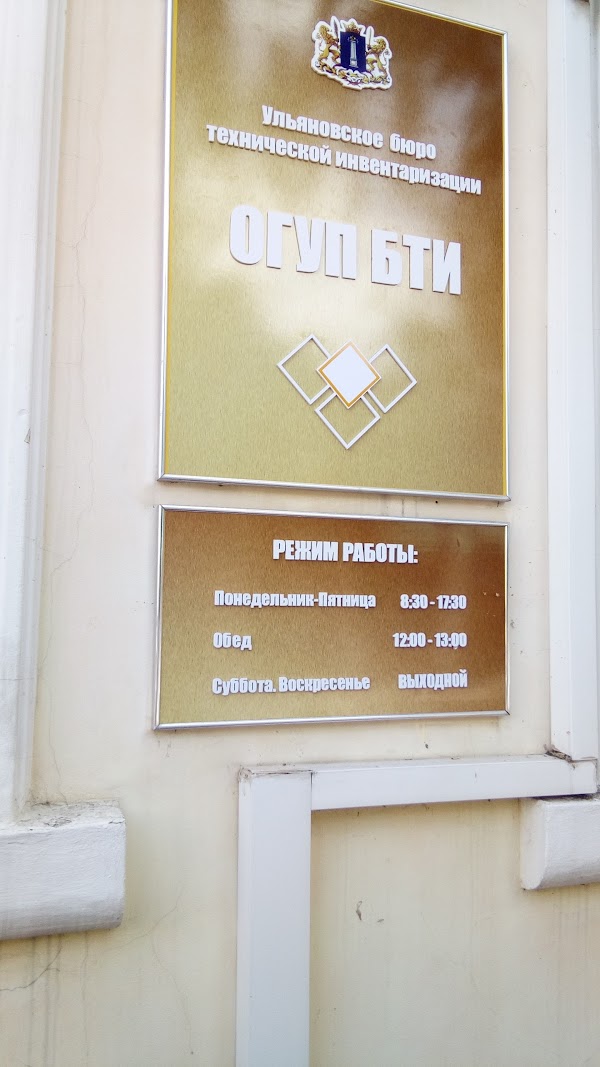 Ульяновское бюро
технической инвентаризации
ОГУП БТИ
РЕЖИМ РАБОТЫ:
Понедельник-Пятница 8:30 - 17:30
Обед 12:00 - 13:00
Суббота. Воскресенье ВЫХОДНОЙ